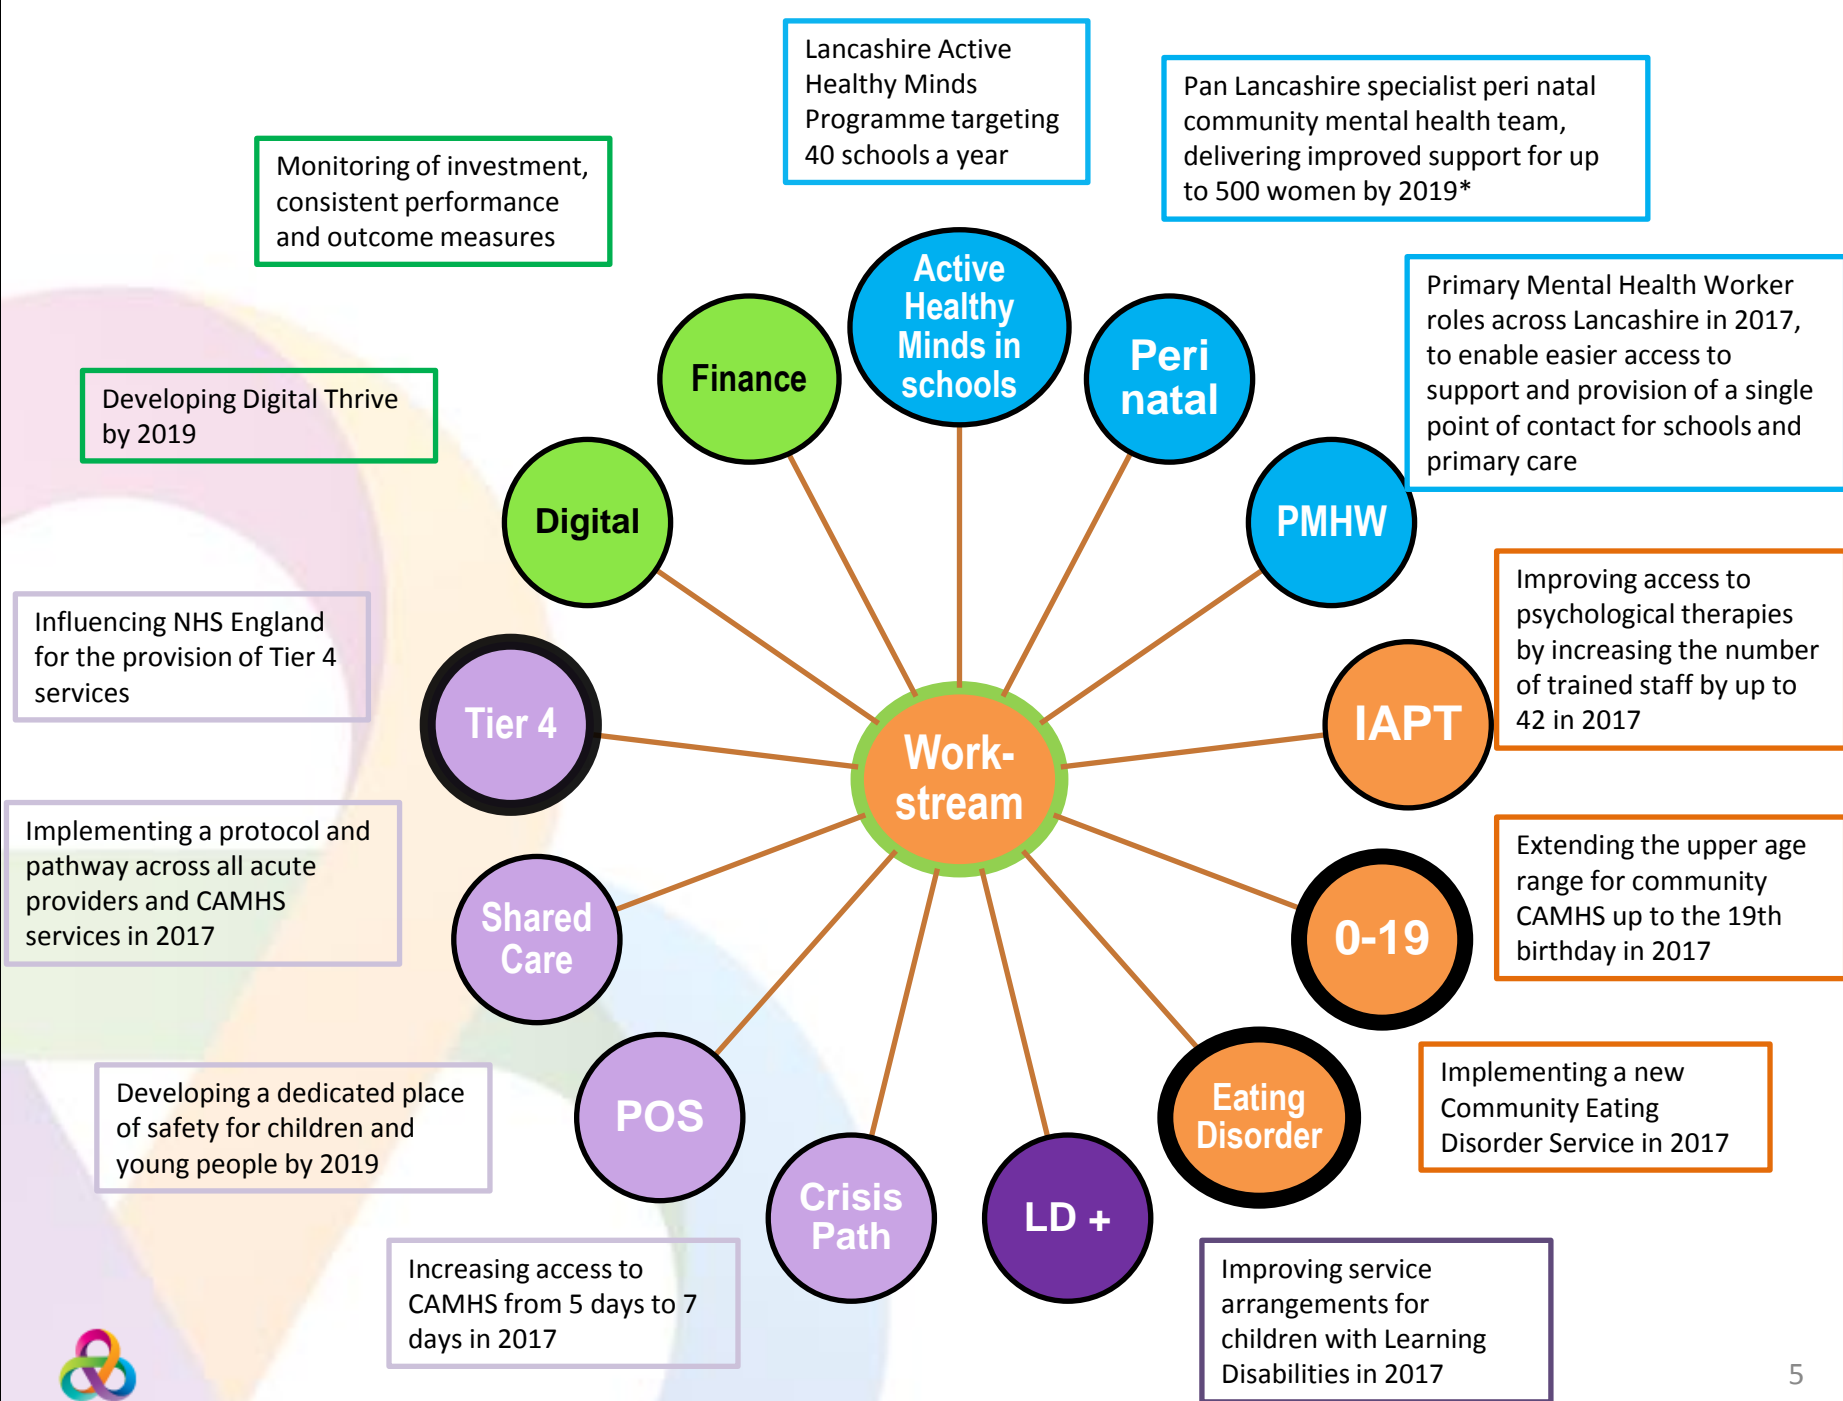 Lancashire Active
Healthy Minds
Programme targeting
40 schools a year
Pan Lancashire specialist peri natal
community mental health team,
delivering improved support for up
to 500 women by 2019*
Monitoring of investment,
consistent performance
and outcome measures
Primary Mental Health Worker
roles across Lancashire in 2017,
to enable easier access to
support and provision of a single
point of contact for schools and
primary care
Developing Digital Thrive
by 2019
Active
Healthy
Minds in
schools
Finance
Peri
natal
Digital
PMHW
Influencing NHS England
for the provision of Tier 4
services
Improving access to
psychological therapies
by increasing the number
of trained staff by up to
42 in 2017
Tier 4
IAPT
Work-
stream
Implementing a protocol and
pathway across all acute
providers and CAMHS
services in 2017
Extending the upper age
range for community
CAMHS up to the 19th
birthday in 2017
Shared
Care
0-19
Developing a dedicated place
of safety for children and
young people by 2019
POS
Eating
Disorder
Implementing a new
Community Eating
Disorder Service in 2017
Crisis
Path
LD +
Increasing access to
CAMHS from 5 days to 7
days in 2017
Improving service
arrangements for
children with Learning
Disabilities in 2017
5